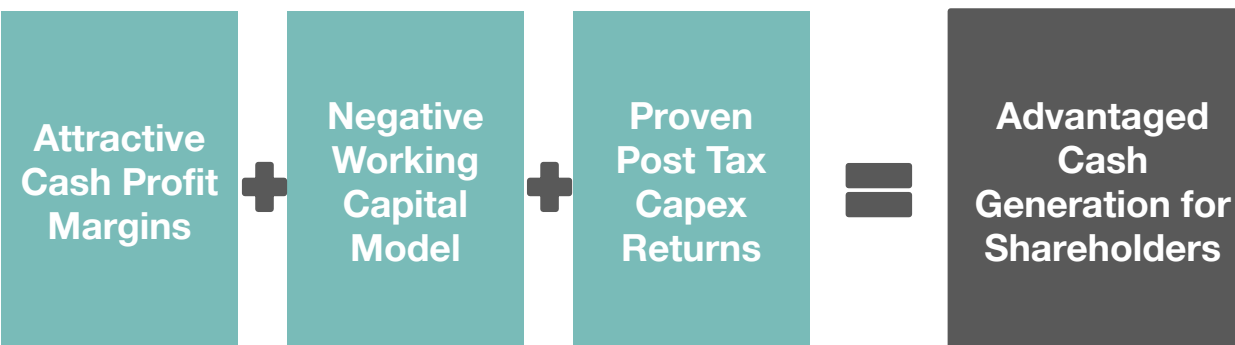 Attractive
Cash Profit
Margins
Negative
Working
Capital
Model
Proven
Post Tax
Capex
Returns
Advantaged
Cash
Generation for
Shareholders